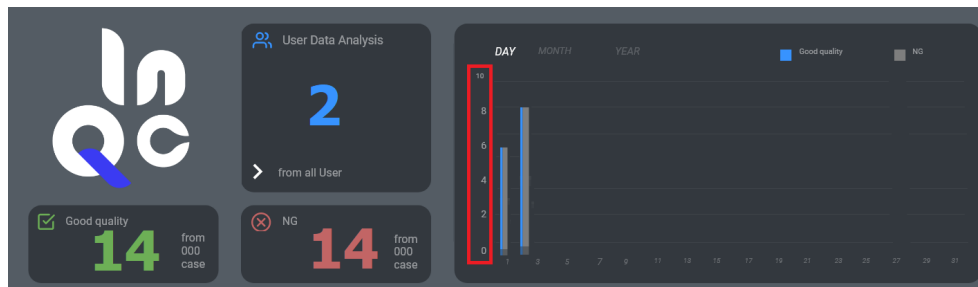 In
QC
User Data Analysis
2
from all User
Good quality
14
from
000
case
NG
14
from
000
case
DAY MONTH YEAR
Good quality NG
10
8
6
4
2
0
1 3 5 7 9 11 13 15 17 19 21 23 25 27 29 31